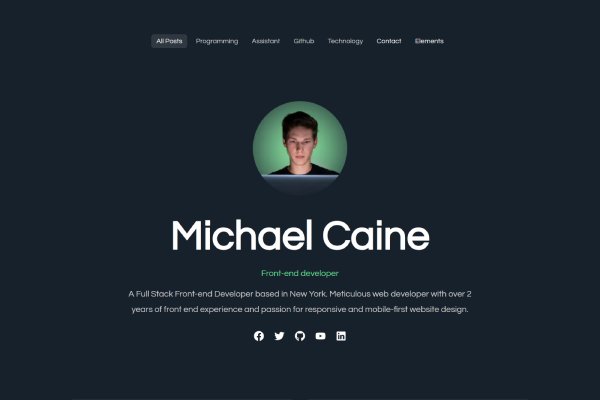 All Posts Programming Assistant Github Technology Contact Elements
Michael Caine
Front-end developer
A Full Stack Front-end Developer based in New York. Meticulous web developer with over 2
years of front end experience and passion for responsive and mobile-first website design.